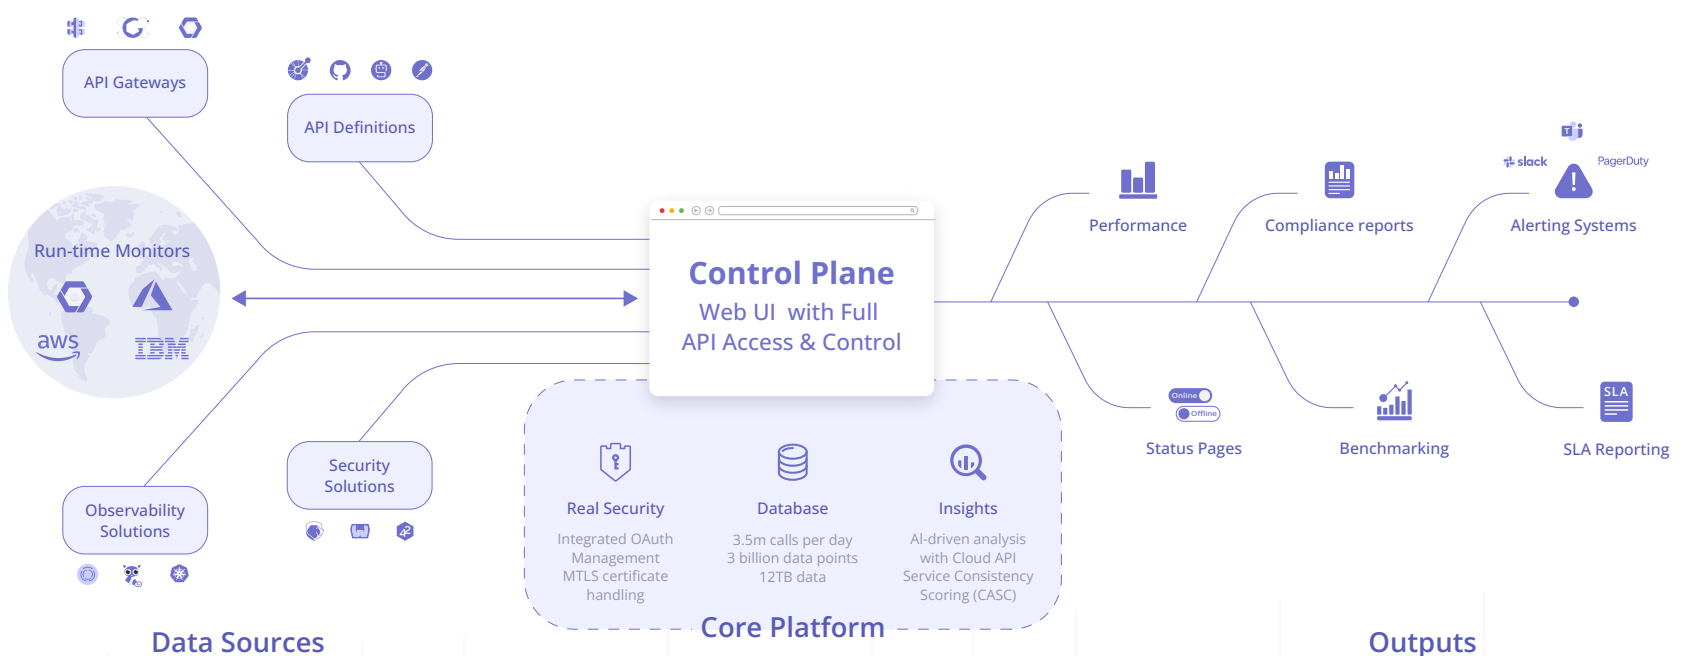 API Gateways
API Definitions
Run-time Monitors
aws
IBM
Observability
Solutions
Security
Solutions
42
Data Sources
Control Plane
Web UI with Full
API Access & Control
Real Security
Integrated OAuth
Management
MTLS certificate
handling
Database
3.5m calls per day
3 billion data points
12TB data
Insights
AI-driven analysis
with Cloud API
Service Consistency
Scoring (CASC)
Core Platform
Performance
Compliance reports
T
slack
PagerDuty
!
Alerting Systems
Online
Offline
Status Pages
Benchmarking
SLA
SLA Reporting
Outputs